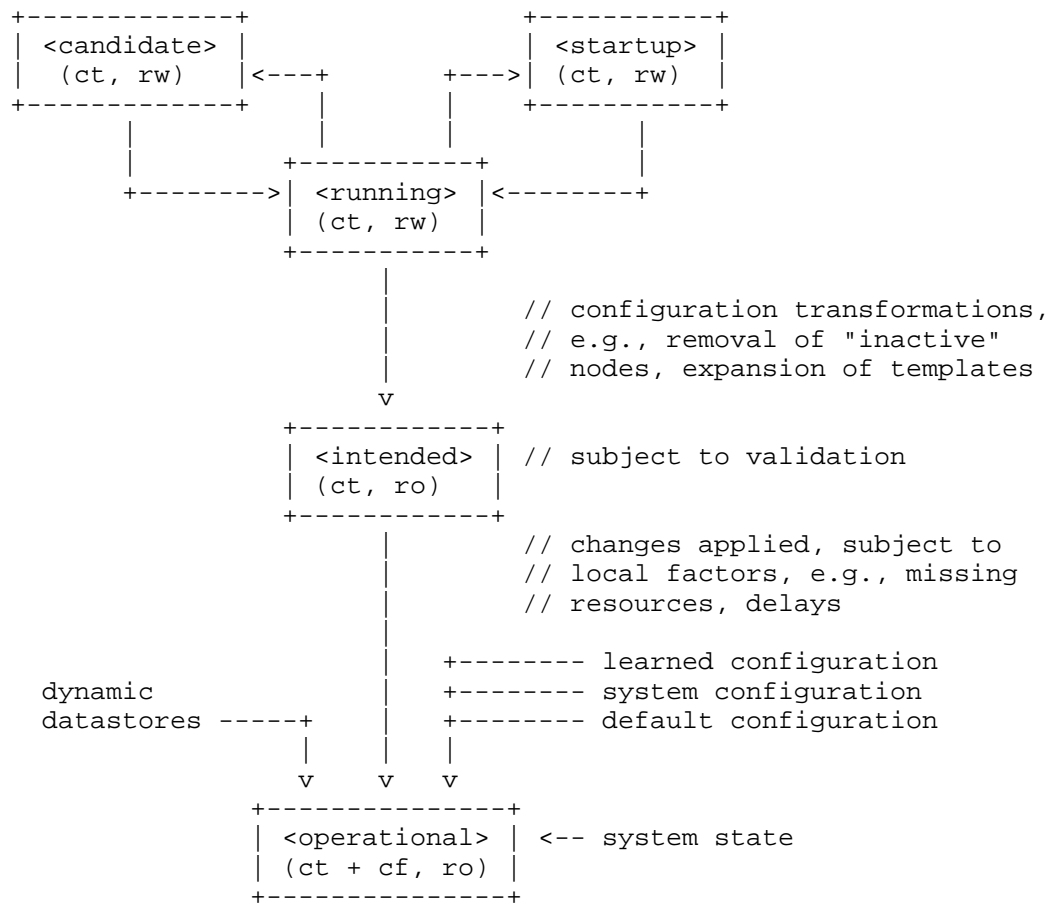 <candidate> <startup>
(ct, rw) <---+ +---> (ct, rw)
+--------> <running> <--------+
(ct, rw)
// configuration transformations,
// e.g., removal of "inactive"
// nodes, expansion of templates
v
<intended> // subject to validation
(ct, ro)
// changes applied, subject to
// local factors, e.g., missing
// resources, delays
+-------- learned configuration
dynamic +-------- system configuration
datastores -----+ +-------- default configuration
v v v
<operational> <-- system state
(ct + cf, ro)